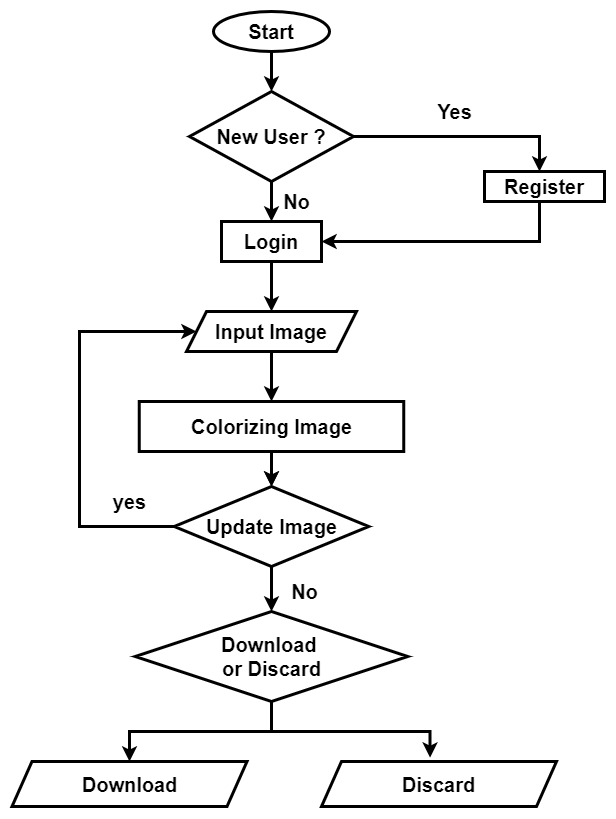 Start
New User ?
Yes
Register
No
Login
Input Image
Colorizing Image
yes
Update Image
No
Download
or Discard
Download
Discard